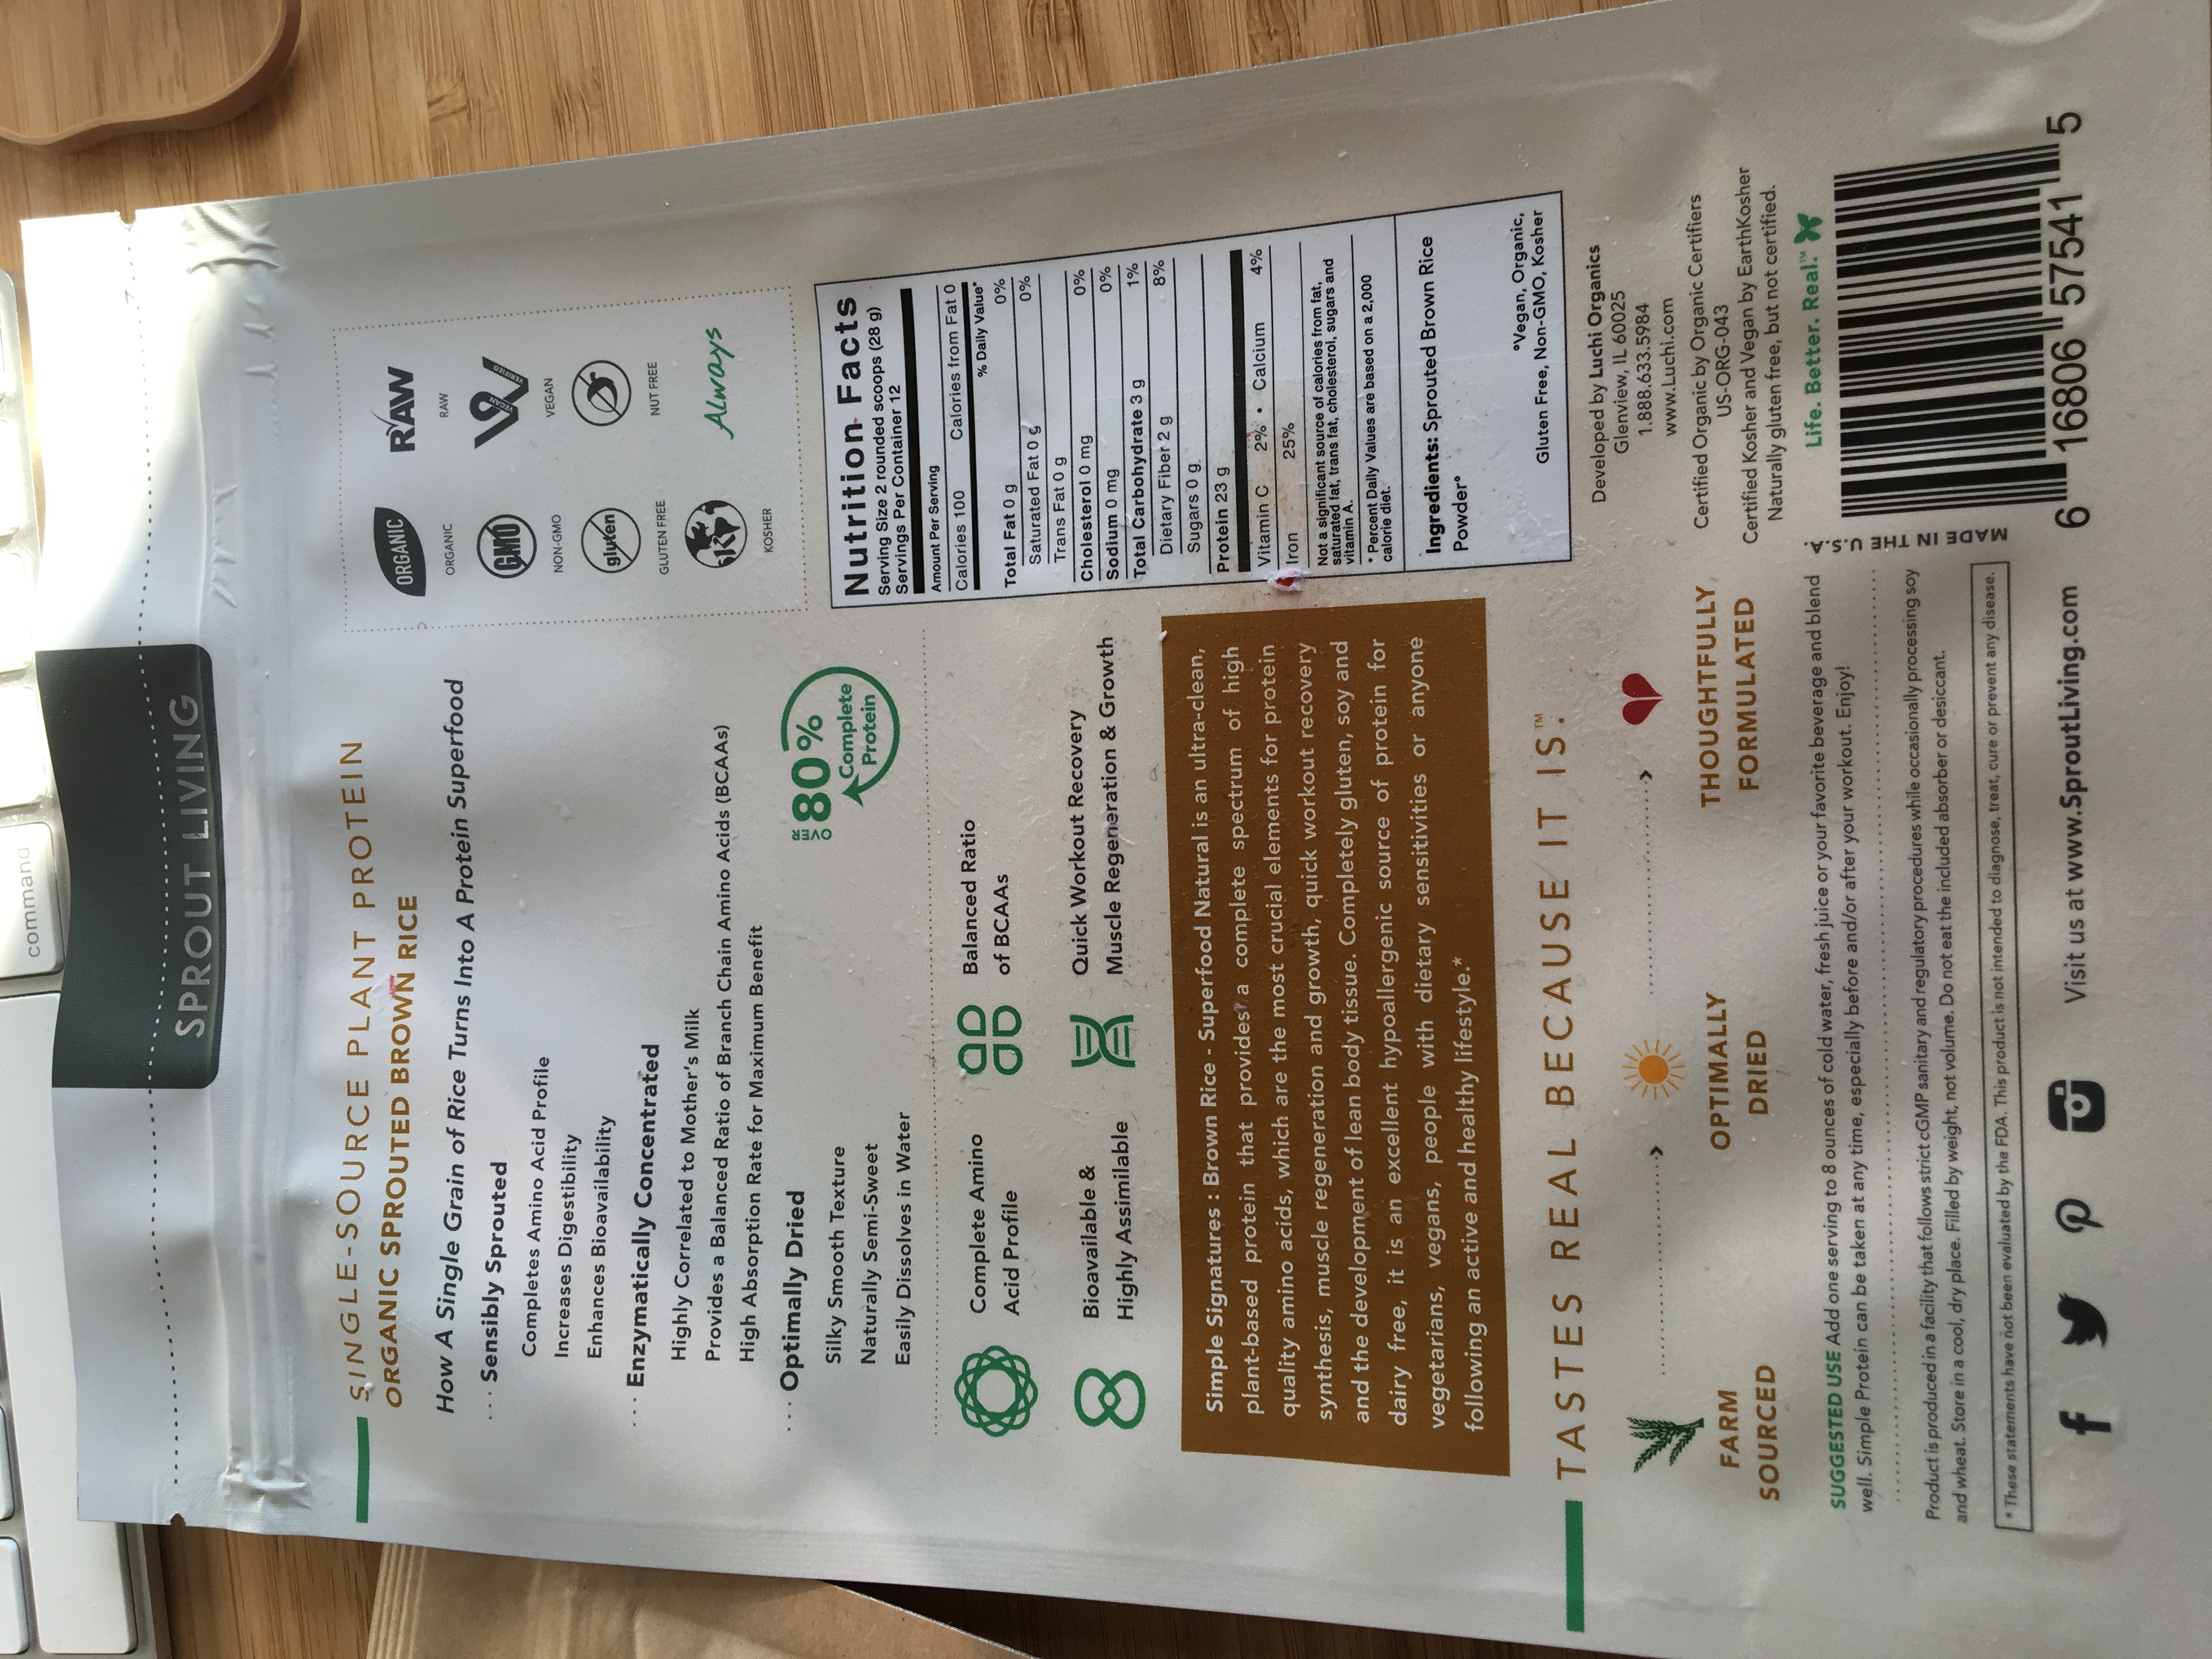 command
SPROUT LIVING
SINGLE-SOURCE PLANT PROTEIN
ORGANIC SPROUTED BROWN RICE
How A Single Grain of Rice Turns Into A Protein Superfood
··· Sensibly Sprouted
Completes Amino Acid Profile
Increases Digestibility
Enhances Bioavailability
··· Enzymatically Concentrated
Highly Correlated to Mother's Milk
Provides a Balanced Ratio of Branch Chain Amino Acids (BCAAs)
High Absorption Rate for Maximum Benefit
··· Optimally Dried
Silky Smooth Texture
Naturally Semi-Sweet
Easily Dissolves in Water
OVER
80%
Complete
Protein
Complete Amino
Acid Profile
Balanced Ratio
of BCAAs
Bioavailable &
Highly Assimilable
Quick Workout Recovery
Muscle Regeneration & Growth
Simple Signatures : Brown Rice - Superfood Natural is an ultra-clean,
plant-based protein that provides a complete spectrum of high
quality amino acids, which are the most crucial elements for protein
synthesis, muscle regeneration and growth, quick workout recovery
and the development of lean body tissue. Completely gluten, soy and
dairy free, it is an excellent hypoallergenic source of protein for
vegetarians, vegans, people with dietary sensitivities or anyone
following an active and healthy lifestyle.*
ORGANIC
ORGANIC
RAW
RAW
GMO
NON-GMO
VEGAN VERIFIED
VEGAN
gluten
GLUTEN FREE
NUT FREE
KOSHER
Always
Nutrition Facts
Serving Size 2 rounded scoops (28 g)
Servings Per Container 12
Amount Per Serving
Calories 100 Calories from Fat 0
% Daily Value*
Total Fat 0 g 0%
Saturated Fat 0 g 0%
Trans Fat 0 g
Cholesterol 0 mg 0%
Sodium 0 mg 0%
Total Carbohydrate 3 g 1%
Dietary Fiber 2 g 8%
Sugars 0 g
Protein 23 g
Vitamin C 2% • Calcium 4%
Iron 25%
Not a significant source of calories from fat,
saturated fat, trans fat, cholesterol, sugars and
vitamin A.
* Percent Daily Values are based on a 2,000
calorie diet.
Ingredients: Sprouted Brown Rice
Powder°
°Vegan, Organic,
Gluten Free, Non-GMO, Kosher
TASTES REAL BECAUSE IT IS.™
FARM
SOURCED
OPTIMALLY
DRIED
THOUGHTFULLY
FORMULATED
Developed by Luchi Organics
Glenview, IL 60025
1.888.633.5984
www.Luchi.com
Certified Organic by Organic Certifiers
US-ORG-043
Certified Kosher and Vegan by EarthKosher
Naturally gluten free, but not certified.
Life. Better. Real.™
SUGGESTED USE Add one serving to 8 ounces of cold water, fresh juice or your favorite beverage and blend
well. Simple Protein can be taken at any time, especially before and/or after your workout. Enjoy!
Product is produced in a facility that follows strict cGMP sanitary and regulatory procedures while occasionally processing soy
and wheat. Store in a cool, dry place. Filled by weight, not volume. Do not eat the included absorber or desiccant.
* These statements have not been evaluated by the FDA. This product is not intended to diagnose, treat, cure or prevent any disease.
Visit us at www.SproutLiving.com
MADE IN THE U.S.A.
6 16806 57541 5